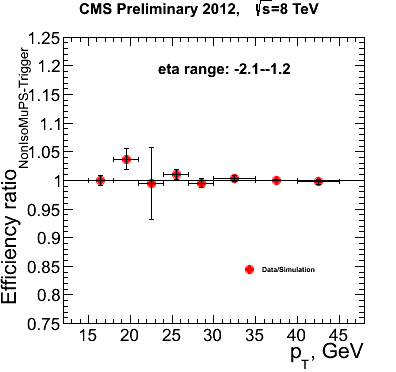 CMS Preliminary 2012, √s=8 TeV
eta range: -2.1--1.2
Efficiency ratio NonIsoMuPS-Trigger
1.25
1.2
1.15
1.1
1.05
1
0.95
0.9
0.85
0.8
0.75
Data/Simulation
15 20 25 30 35 40 45
p_T, GeV